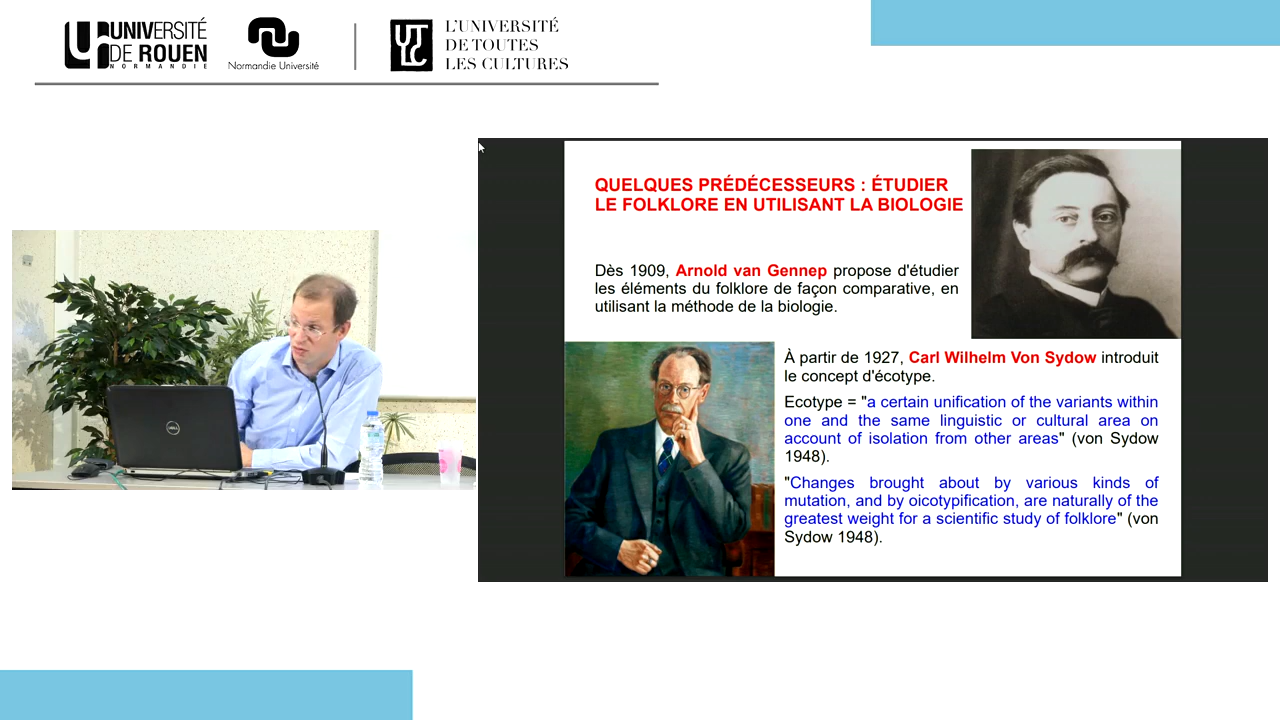 UNIVERSITÉ
DE ROUEN
NORMANDIE
Normandie Université
UTLC
L'UNIVERSITÉ
DE TOUTES
LES CULTURES
QUELQUES PRÉDÉCESSEURS : ÉTUDIER
LE FOLKLORE EN UTILISANT LA BIOLOGIE
Dès 1909, Arnold van Gennep propose d'étudier
les éléments du folklore de façon comparative, en
utilisant la méthode de la biologie.
À partir de 1927, Carl Wilhelm Von Sydow introduit
le concept d'écotype.
Ecotype = "a certain unification of the variants within
one and the same linguistic or cultural area on
account of isolation from other areas" (von Sydow
1948).
"Changes brought about by various kinds of
mutation, and by oicotypification, are naturally of the
greatest weight for a scientific study of folklore" (von
Sydow 1948).
DELL